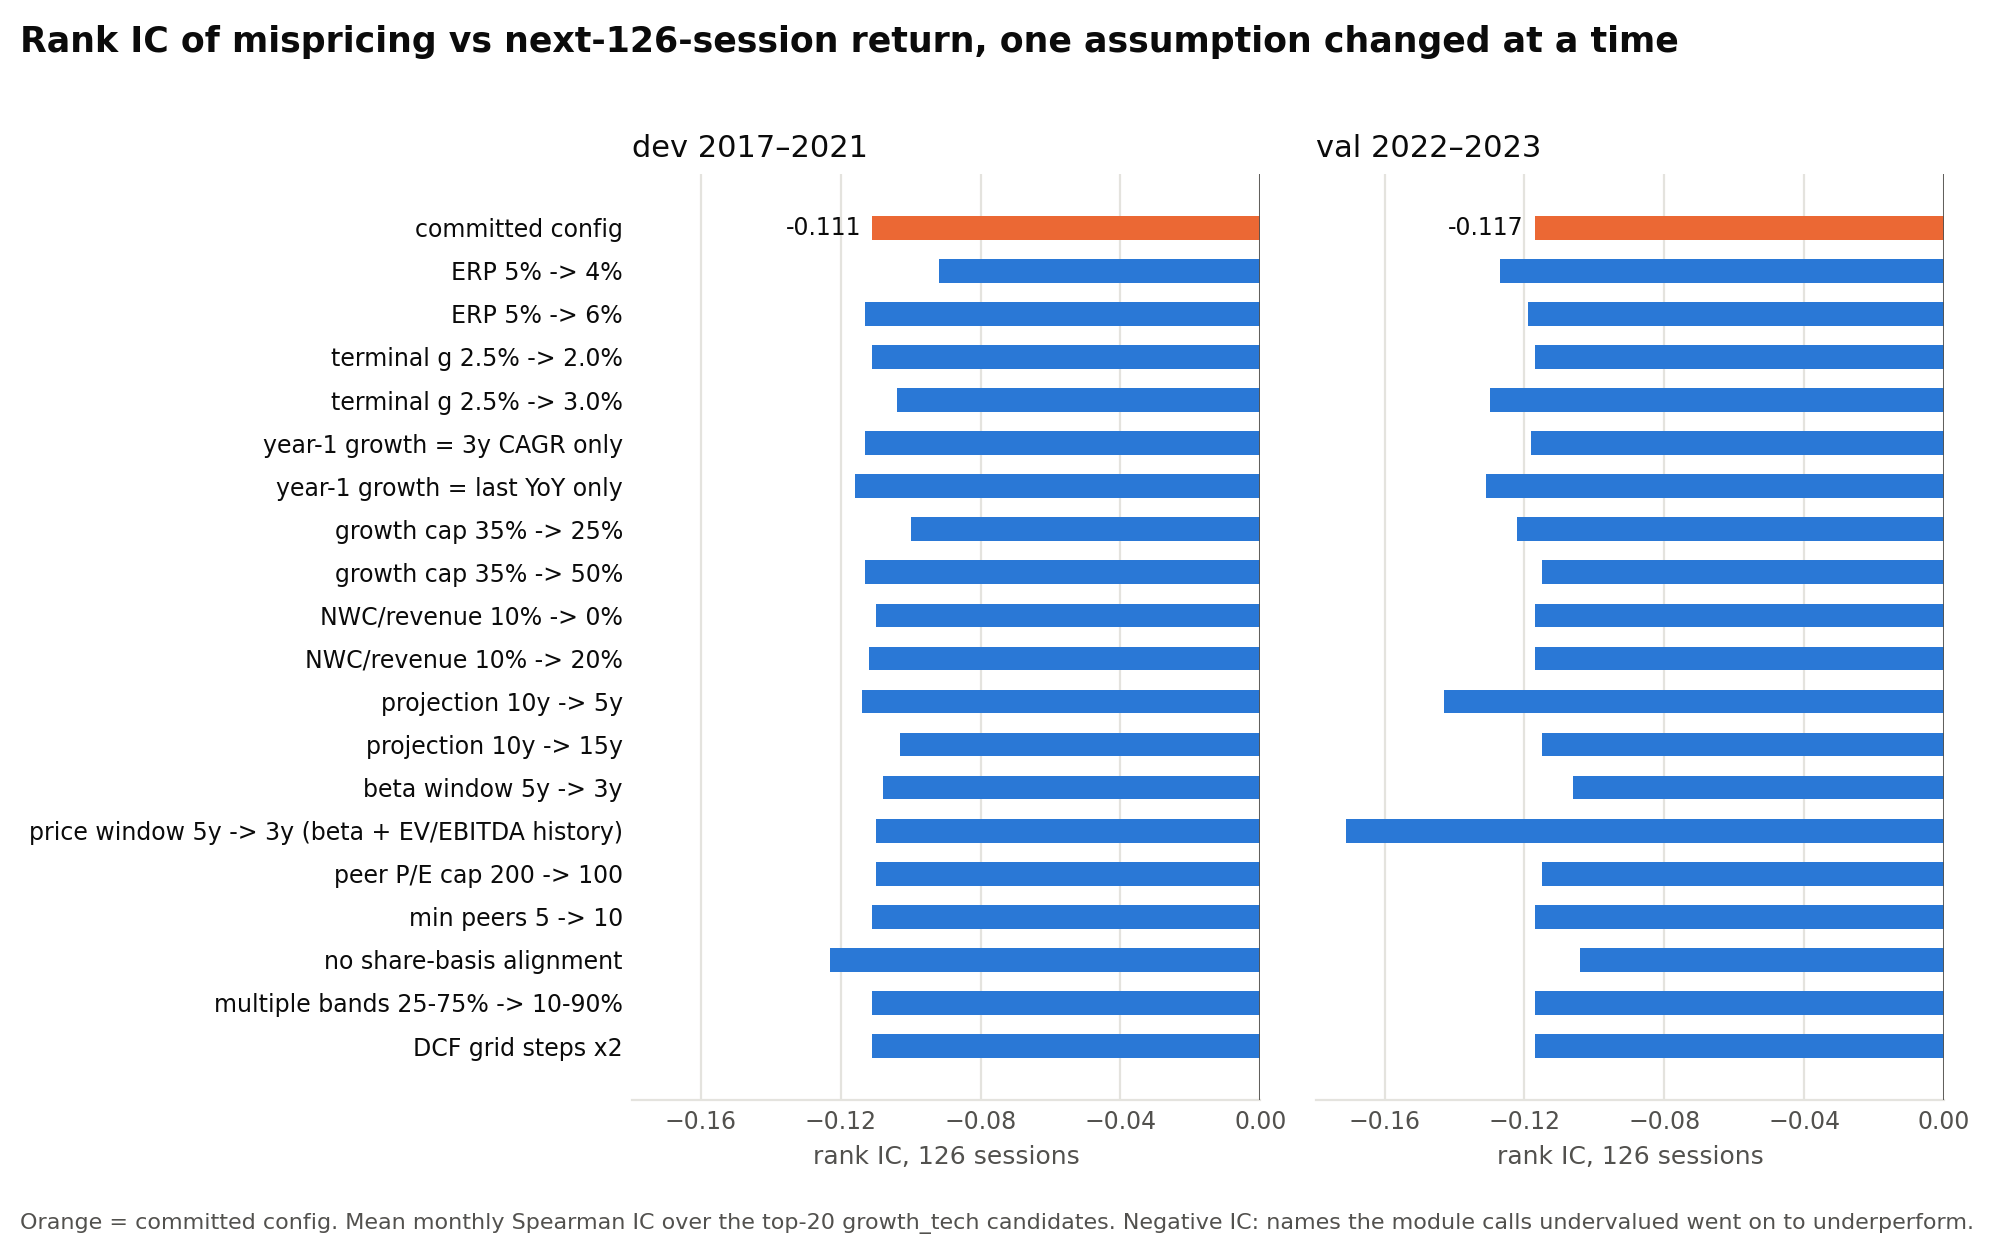 Rank IC of mispricing vs next-126-session return, one assumption changed at a time
dev 2017–2021
val 2022–2023
committed config
-0.111
-0.117
ERP 5% -> 4%
ERP 5% -> 6%
terminal g 2.5% -> 2.0%
terminal g 2.5% -> 3.0%
year-1 growth = 3y CAGR only
year-1 growth = last YoY only
growth cap 35% -> 25%
growth cap 35% -> 50%
NWC/revenue 10% -> 0%
NWC/revenue 10% -> 20%
projection 10y -> 5y
projection 10y -> 15y
beta window 5y -> 3y
price window 5y -> 3y (beta + EV/EBITDA history)
peer P/E cap 200 -> 100
min peers 5 -> 10
no share-basis alignment
multiple bands 25-75% -> 10-90%
DCF grid steps x2
−0.16 −0.12 −0.08 −0.04 0.00
−0.16 −0.12 −0.08 −0.04 0.00
rank IC, 126 sessions
rank IC, 126 sessions
Orange = committed config. Mean monthly Spearman IC over the top-20 growth_tech candidates. Negative IC: names the module calls undervalued went on to underperform.